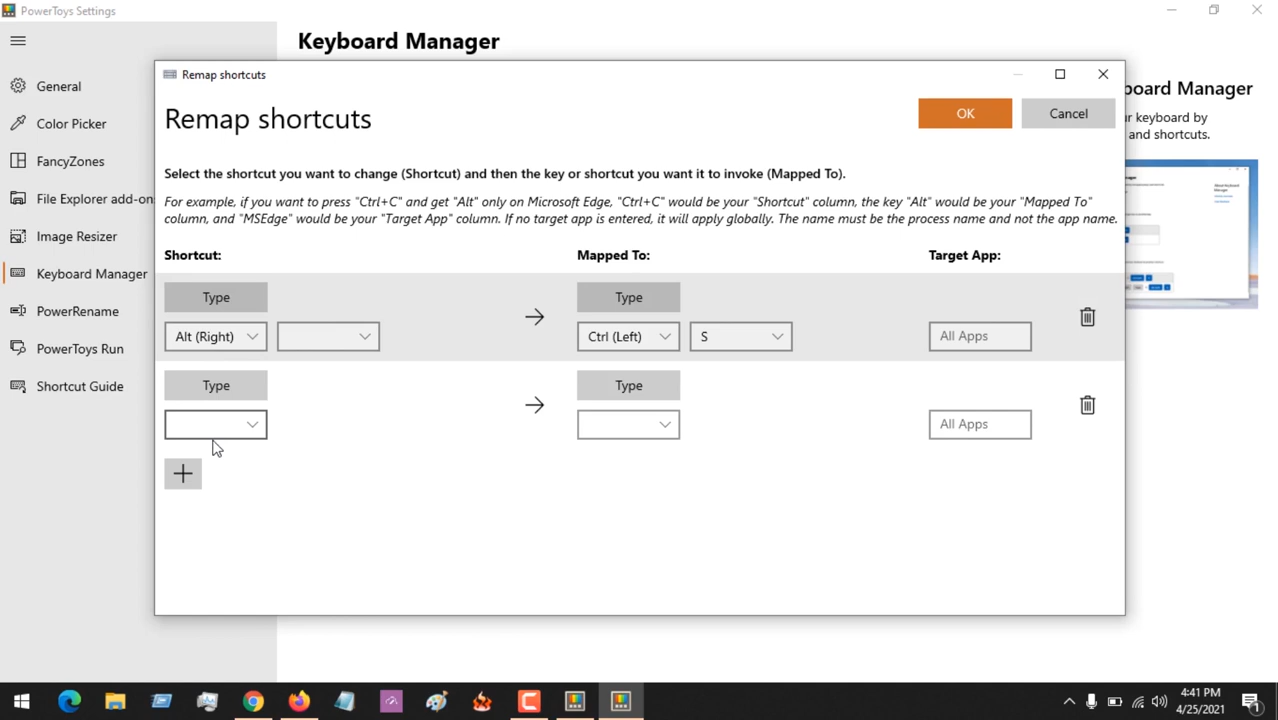 PowerToys Settings
Keyboard Manager
General
Color Picker
FancyZones
File Explorer add-ons
Image Resizer
Keyboard Manager
PowerRename
PowerToys Run
Shortcut Guide
Remap shortcuts
Remap shortcuts
OK
Cancel
Select the shortcut you want to change (Shortcut) and then the key or shortcut you want it to invoke (Mapped To).
For example, if you want to press "Ctrl+C" and get "Alt" only on Microsoft Edge, "Ctrl+C" would be your "Shortcut" column, the key "Alt" would be your "Mapped To"
column, and "MSEdge" would be your "Target App" column. If no target app is entered, it will apply globally. The name must be the process name and not the app name.
Shortcut:
Mapped To:
Target App:
Type
Type
Alt (Right)
Ctrl (Left)
S
All Apps
Type
Type
All Apps
board Manager
ur keyboard by
and shortcuts.
4:41 PM
4/25/2021